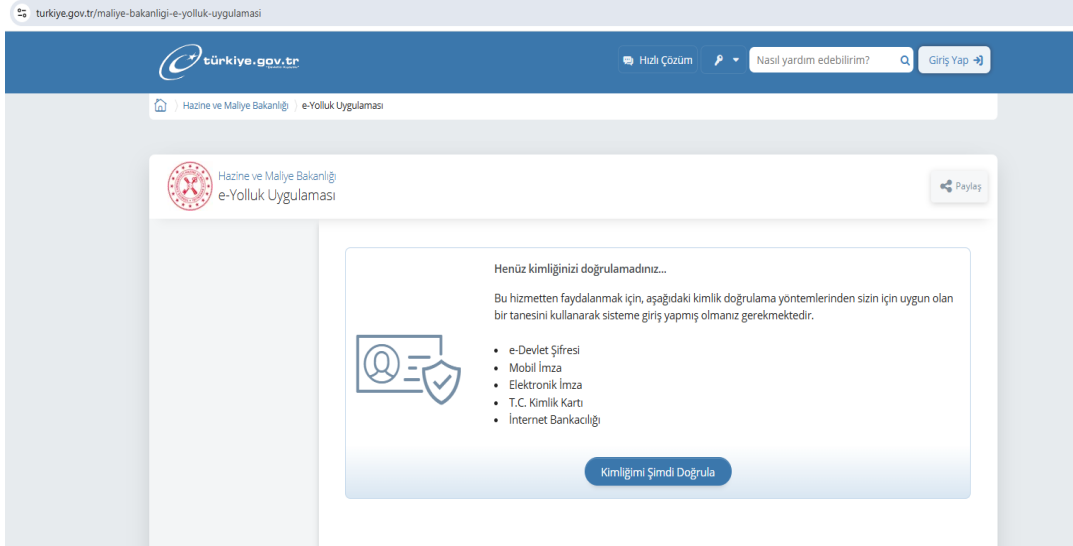 turkiye.gov.tr/maliye-bakanligi-e-yolluk-uygulamasi
türkiye.gov.tr
Hızlı Çözüm
Nasıl yardım edebilirim?
Giriş Yap
Hazine ve Maliye Bakanlığı
e-Yolluk Uygulaması
Hazine ve Maliye Bakanlığı
e-Yolluk Uygulaması
Paylaş
Henüz kimliğinizi doğrulamadınız...
Bu hizmetten faydalanmak için, aşağıdaki kimlik doğrulama yöntemlerinden sizin için uygun olan
bir tanesini kullanarak sisteme giriş yapmış olmanız gerekmektedir.
e-Devlet Şifresi
Mobil İmza
Elektronik İmza
T.C. Kimlik Kartı
İnternet Bankacılığı
Kimliğimi Şimdi Doğrula